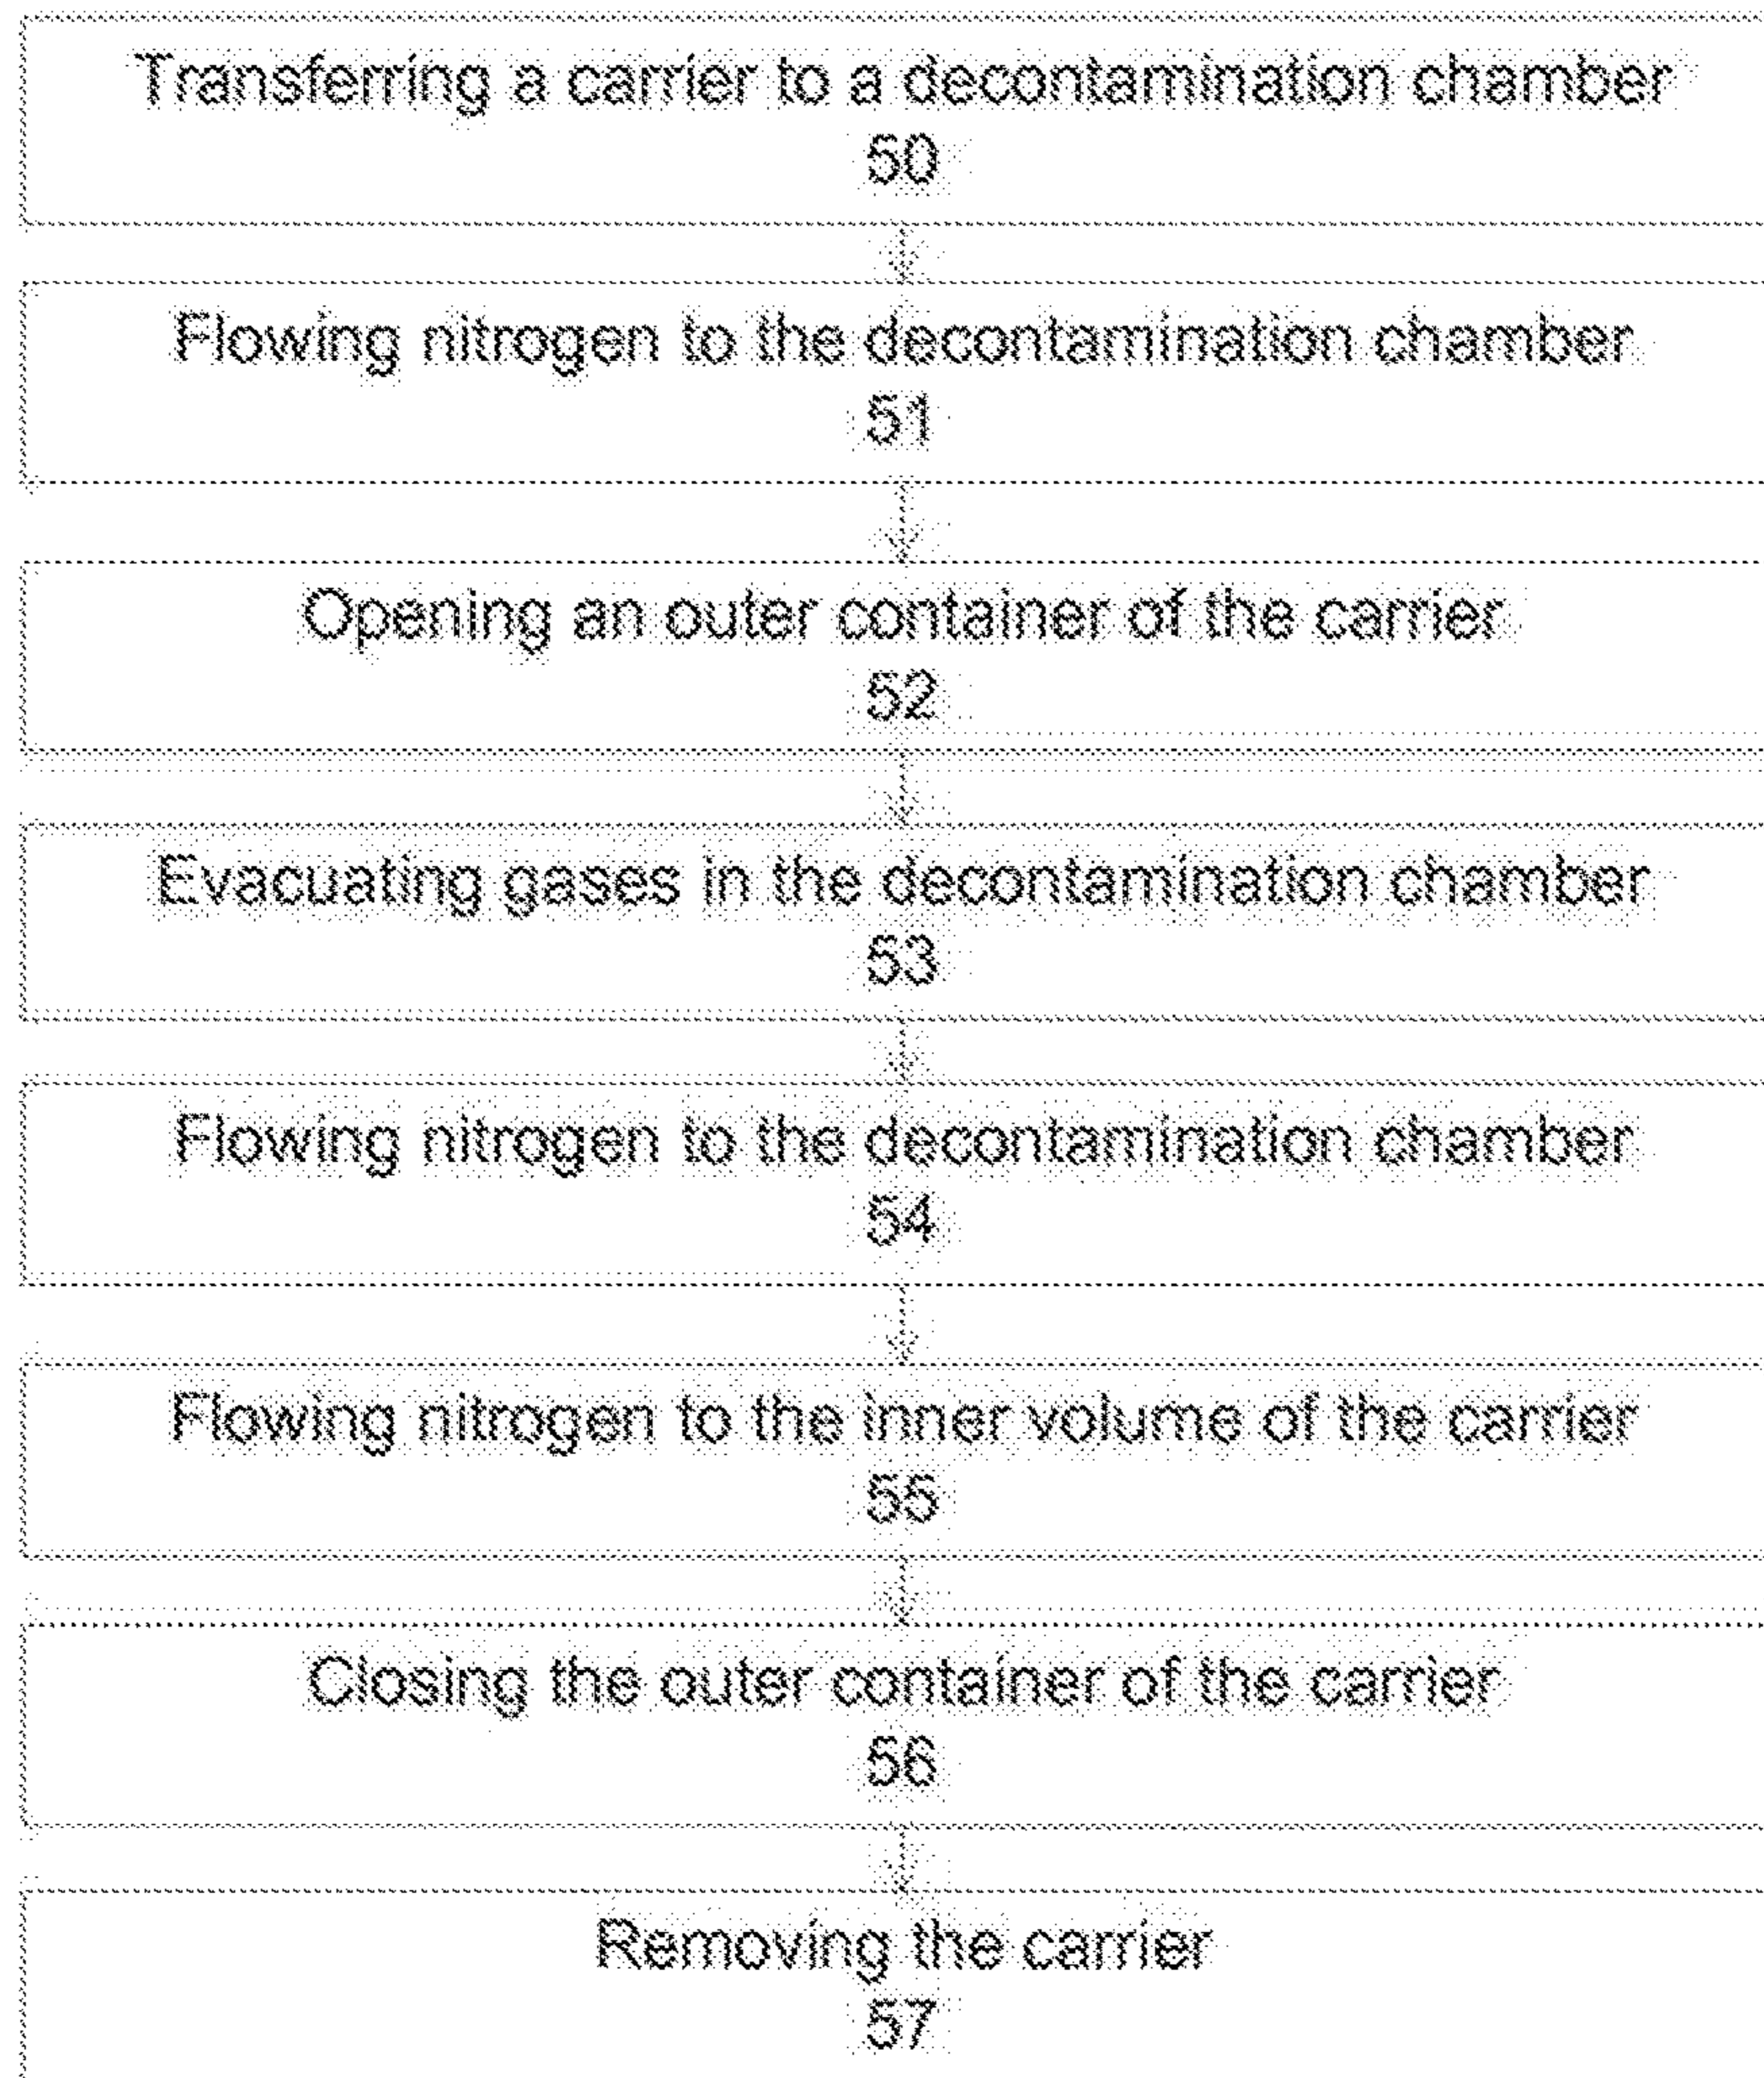 Transferring a carrier to a decontamination chamber
50
Flowing nitrogen to the decontamination chamber
51
Opening an outer container of the carrier
52
Evacuating gases in the decontamination chamber
53
Flowing nitrogen to the decontamination chamber
54
Flowing nitrogen to the inner volume of the carrier
55
Closing the outer container of the carrier
56
Removing the carrier
57